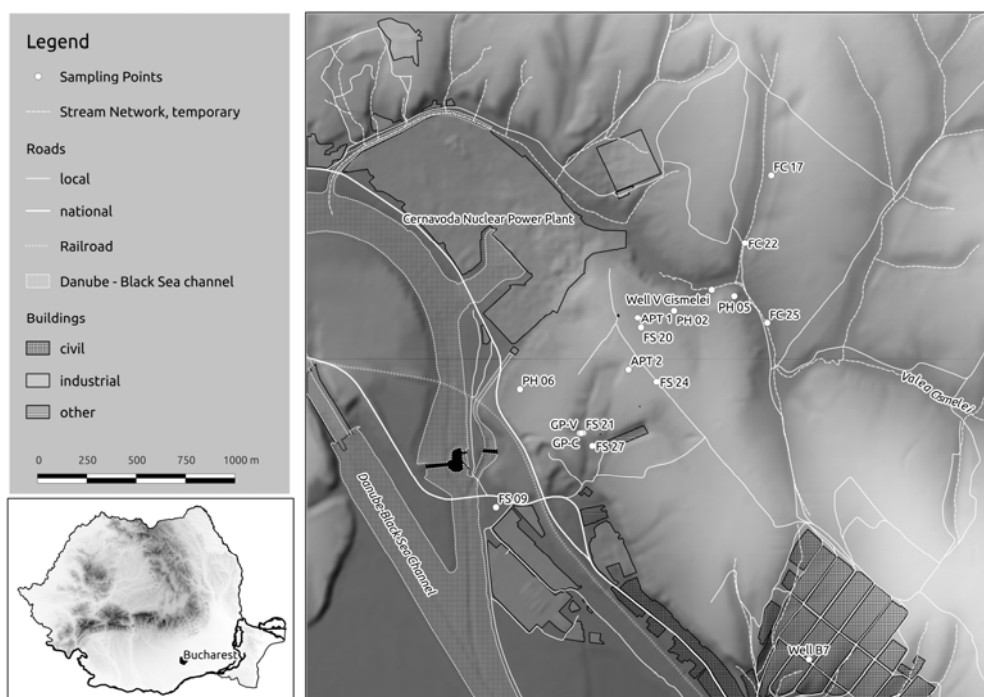 Legend
Sampling Points
Stream Network, temporary
Roads
local
national
Railroad
Danube - Black Sea channel
Buildings
civil
industrial
other
0 250 500 750 1000 m
Bucharest
FC 17
Cernavoda Nuclear Power Plant
FC 22
Well V Cismelei
PH 05
APT 1
PH 02
FC 25
FS 20
APT 2
FS 24
PH 06
Valea Cismelei
GP-V
FS 21
GP-C
FS 27
FS 09
Danube-Black Sea Channel
Well B7